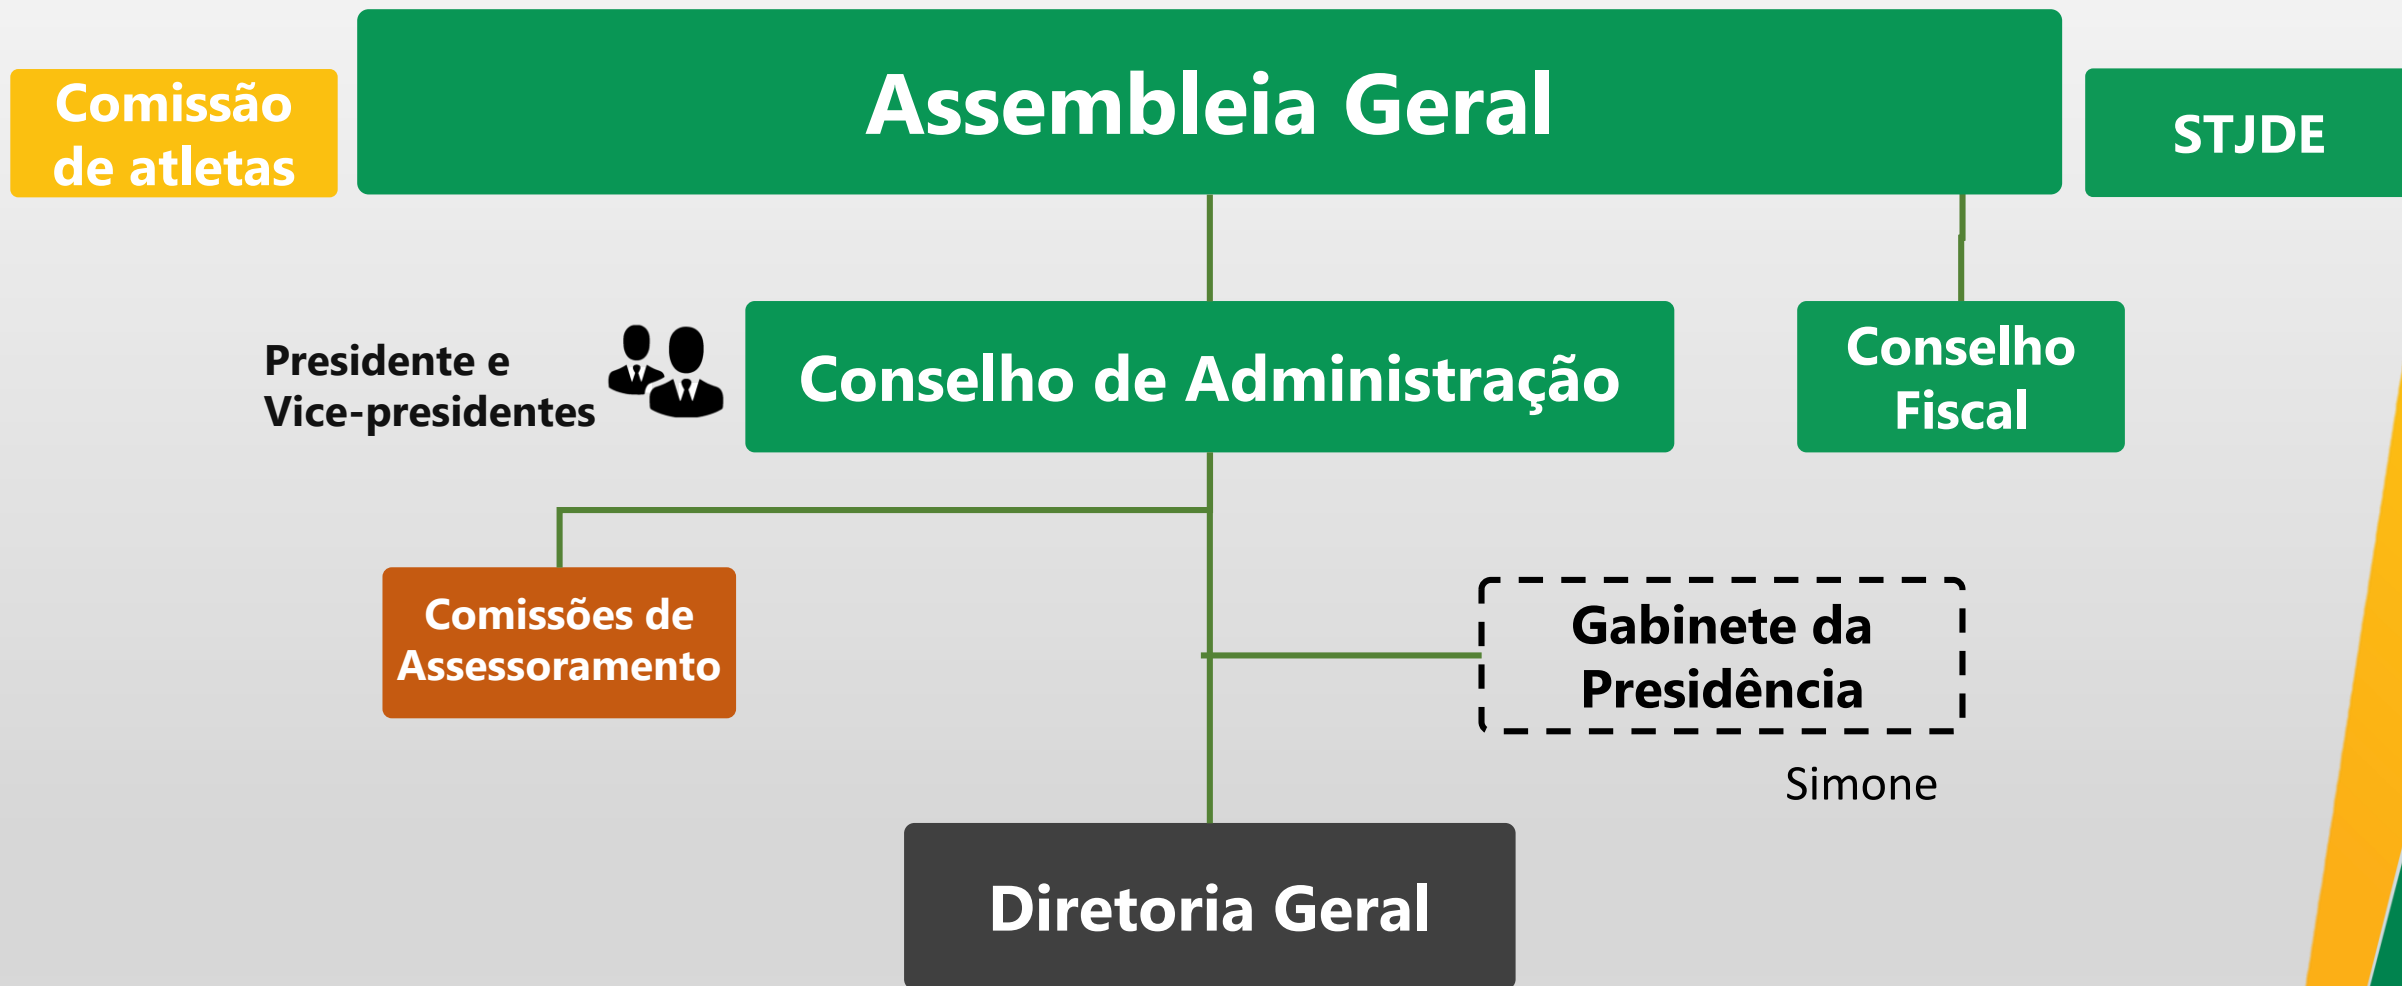 Assembleia Geral
Comissão
de atletas
STJDE
Presidente e
Vice-presidentes
Conselho de Administração
Conselho
Fiscal
Comissões de
Assessoramento
Gabinete da
Presidência
Simone
Diretoria Geral